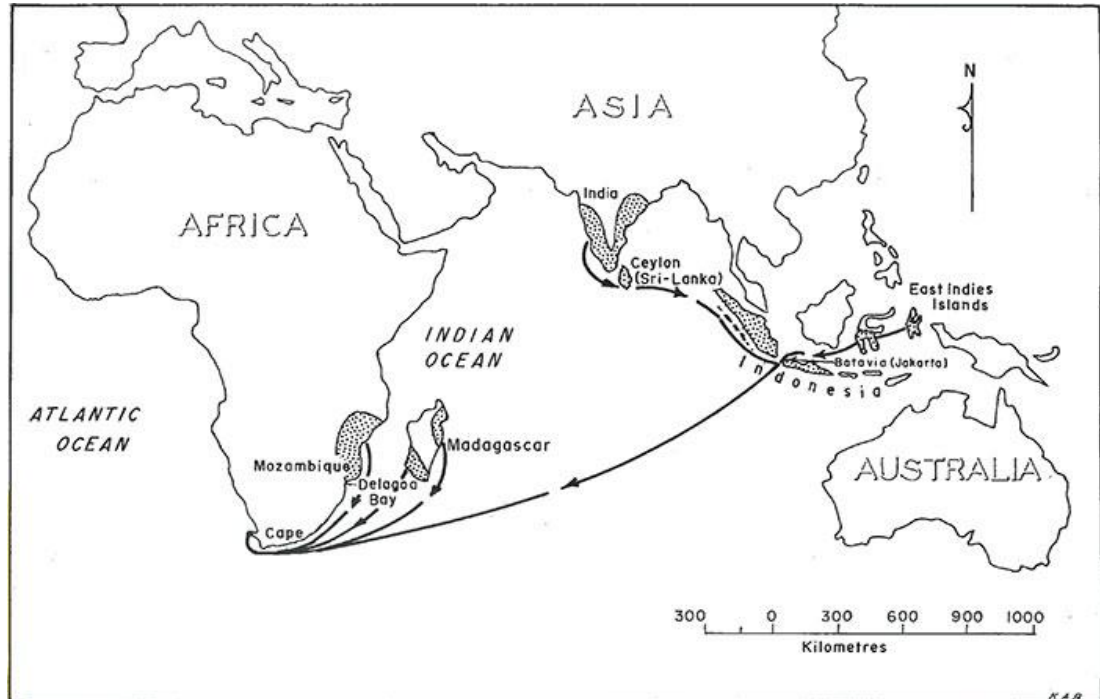 N
ASIA
AFRICA
India
Ceylon
(Sri-Lanka)
East Indies
Islands
INDIAN
OCEAN
Batavia (Jakarta)
Indonesia
ATLANTIC
OCEAN
Madagascar
Mozambique
Delagoa
Bay
AUSTRALIA
Cape
300 0 300 600 900 1000
Kilometres
KAB